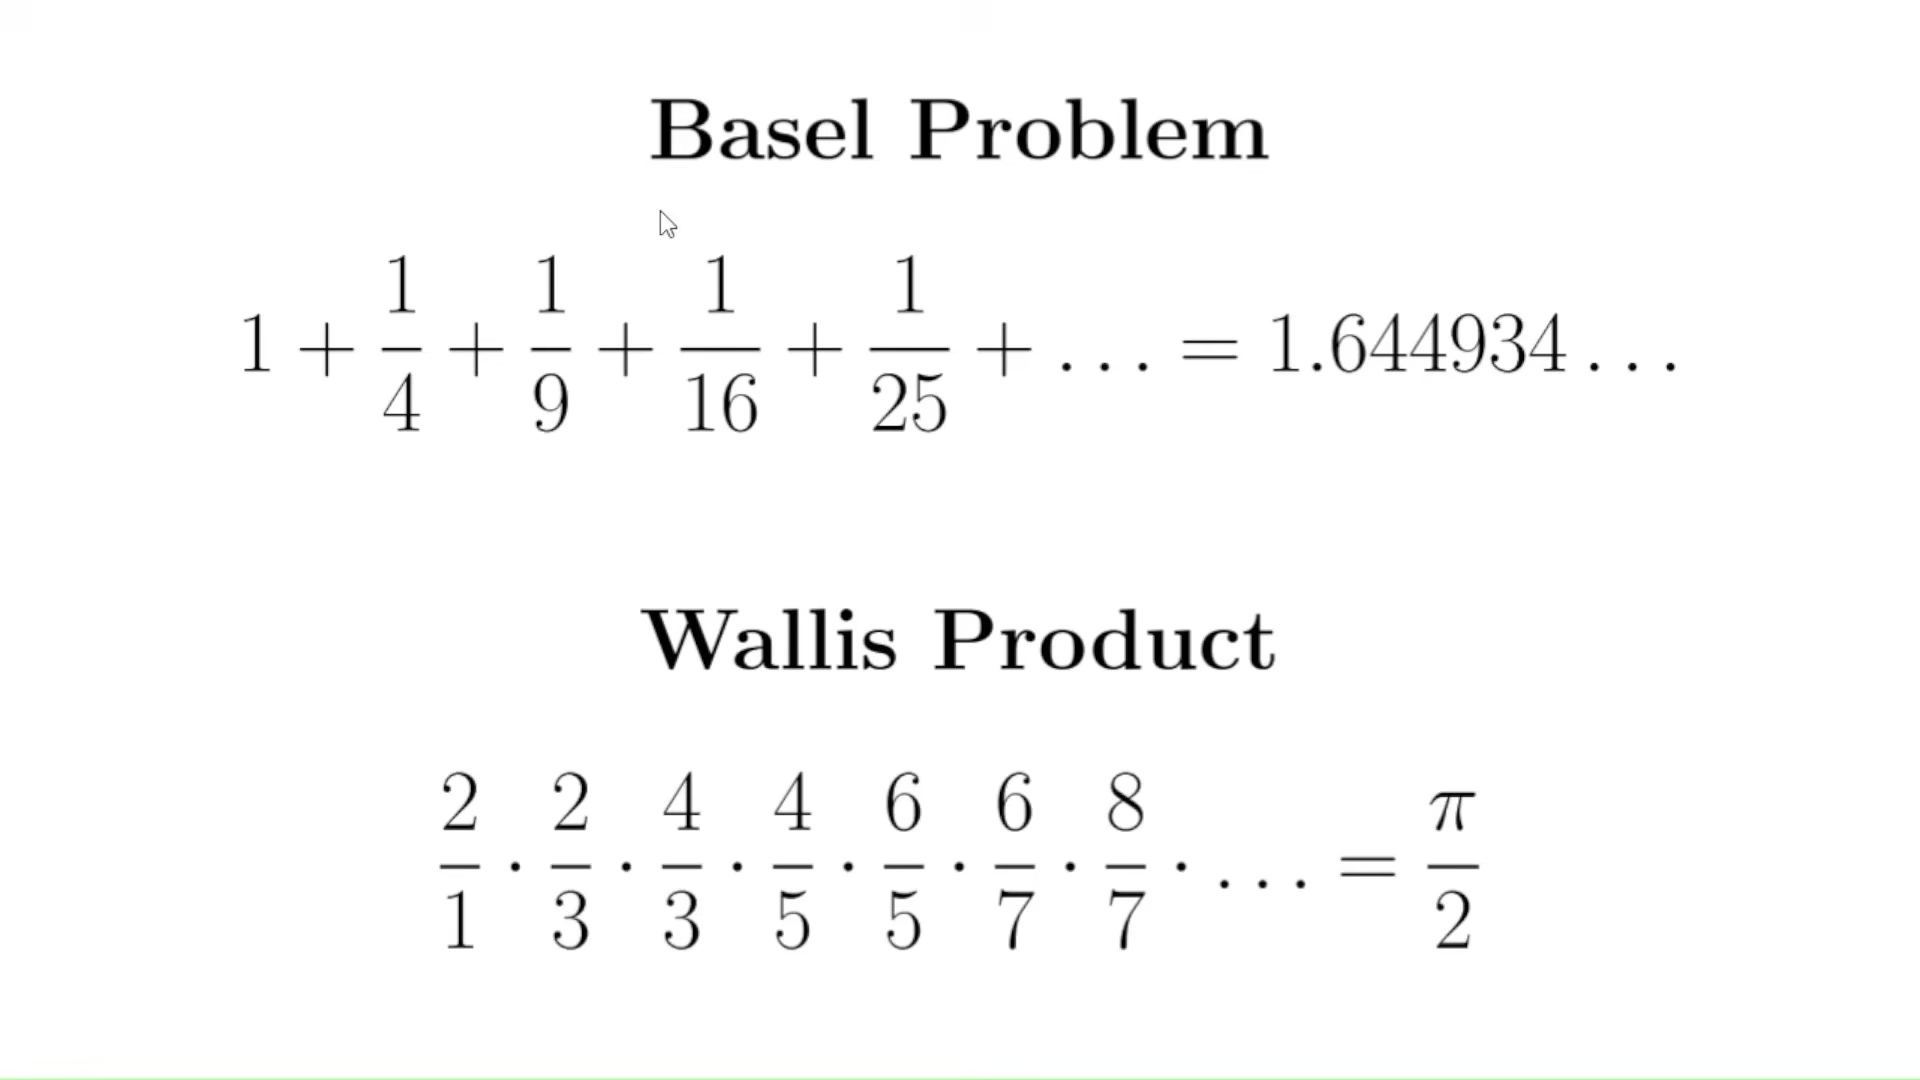 Basel Problem
1 + 1/4 + 1/9 + 1/16 + 1/25 + ... = 1.644934...
Wallis Product
2/1 · 2/3 · 4/3 · 4/5 · 6/5 · 6/7 · 8/7 · ... = π/2